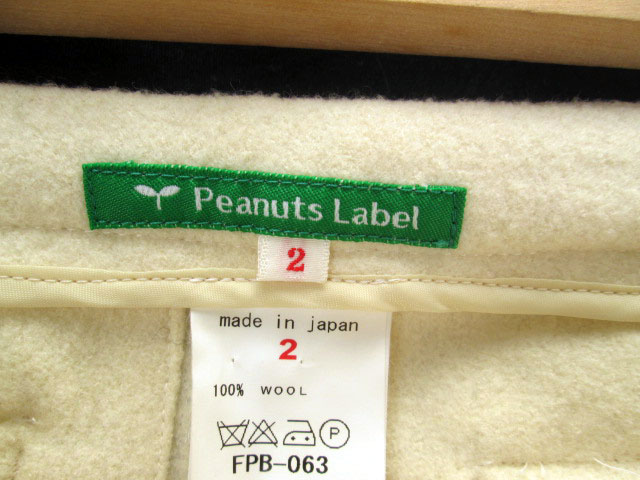 Peanuts Label
2
made in japan
2
100% WOOL
P
FPB-063